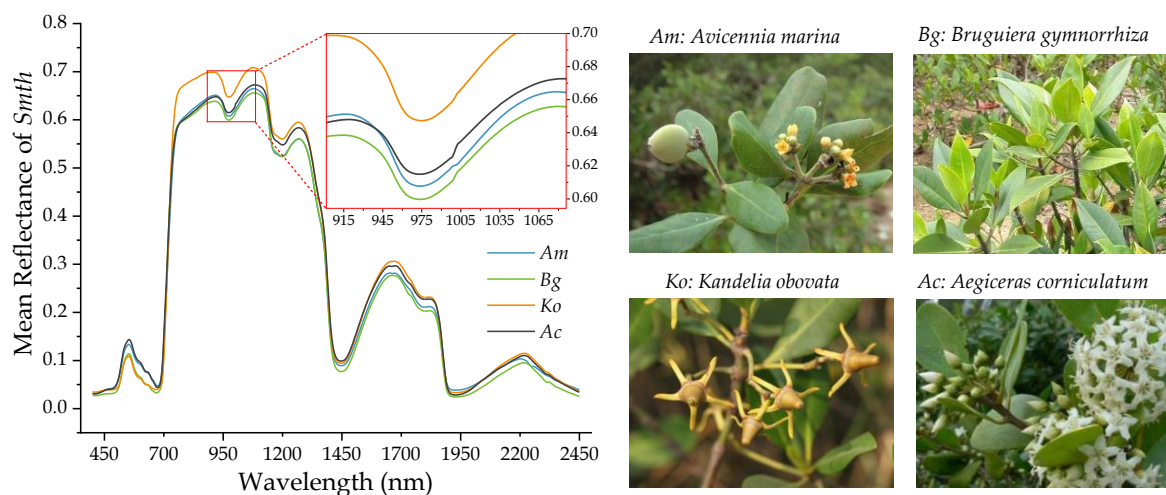 Mean Reflectance of Smth
0.8
0.7
0.6
0.5
0.4
0.3
0.2
0.1
0.0
450 700 950 1200 1450 1700 1950 2200 2450
Wavelength (nm)
0.70
0.68
0.66
0.64
0.62
0.60
915 945 975 1005 1035 1065
Am
Bg
Ko
Ac
Am: Avicennia marina
Bg: Bruguiera gymnorrhiza
Ko: Kandelia obovata
Ac: Aegiceras corniculatum